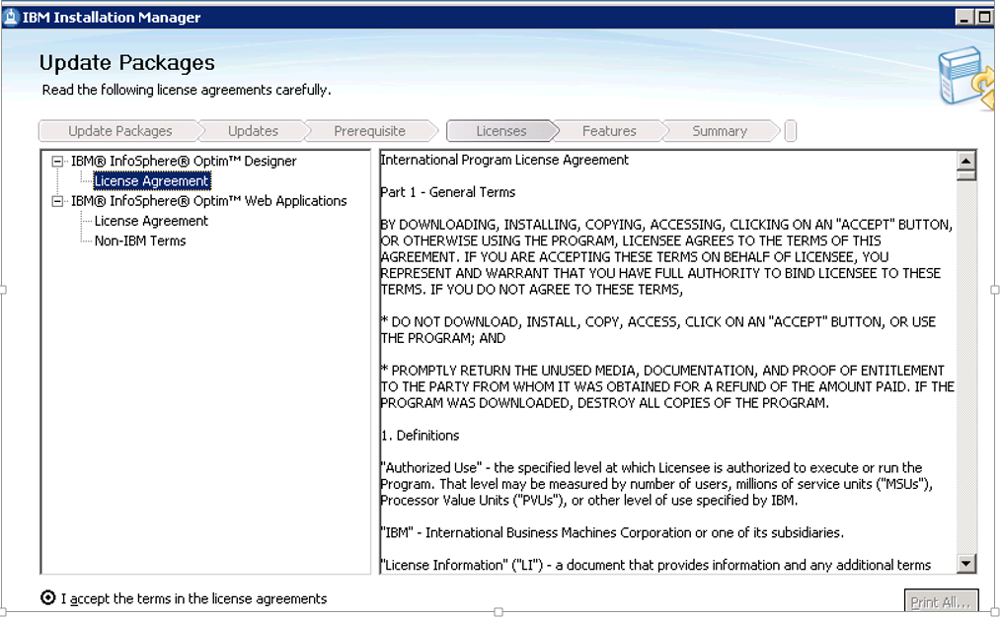 IBM Installation Manager
Update Packages
Read the following license agreements carefully.
Update Packages
Updates
Prerequisite
Licenses
Features
Summary
IBM® InfoSphere® Optim™ Designer
License Agreement
IBM® InfoSphere® Optim™ Web Applications
License Agreement
Non-IBM Terms
International Program License Agreement
Part 1 - General Terms
BY DOWNLOADING, INSTALLING, COPYING, ACCESSING, CLICKING ON AN "ACCEPT" BUTTON,
OR OTHERWISE USING THE PROGRAM, LICENSEE AGREES TO THE TERMS OF THIS
AGREEMENT. IF YOU ARE ACCEPTING THESE TERMS ON BEHALF OF LICENSEE, YOU
REPRESENT AND WARRANT THAT YOU HAVE FULL AUTHORITY TO BIND LICENSEE TO THESE
TERMS. IF YOU DO NOT AGREE TO THESE TERMS,
* DO NOT DOWNLOAD, INSTALL, COPY, ACCESS, CLICK ON AN "ACCEPT" BUTTON, OR USE
THE PROGRAM; AND
* PROMPTLY RETURN THE UNUSED MEDIA, DOCUMENTATION, AND PROOF OF ENTITLEMENT
TO THE PARTY FROM WHOM IT WAS OBTAINED FOR A REFUND OF THE AMOUNT PAID. IF THE
PROGRAM WAS DOWNLOADED, DESTROY ALL COPIES OF THE PROGRAM.
1. Definitions
"Authorized Use" - the specified level at which Licensee is authorized to execute or run the
Program. That level may be measured by number of users, millions of service units ("MSUs"),
Processor Value Units ("PVUs"), or other level of use specified by IBM.
"IBM" - International Business Machines Corporation or one of its subsidiaries.
"License Information" ("LI") - a document that provides information and any additional terms
I accept the terms in the license agreements
Print All...